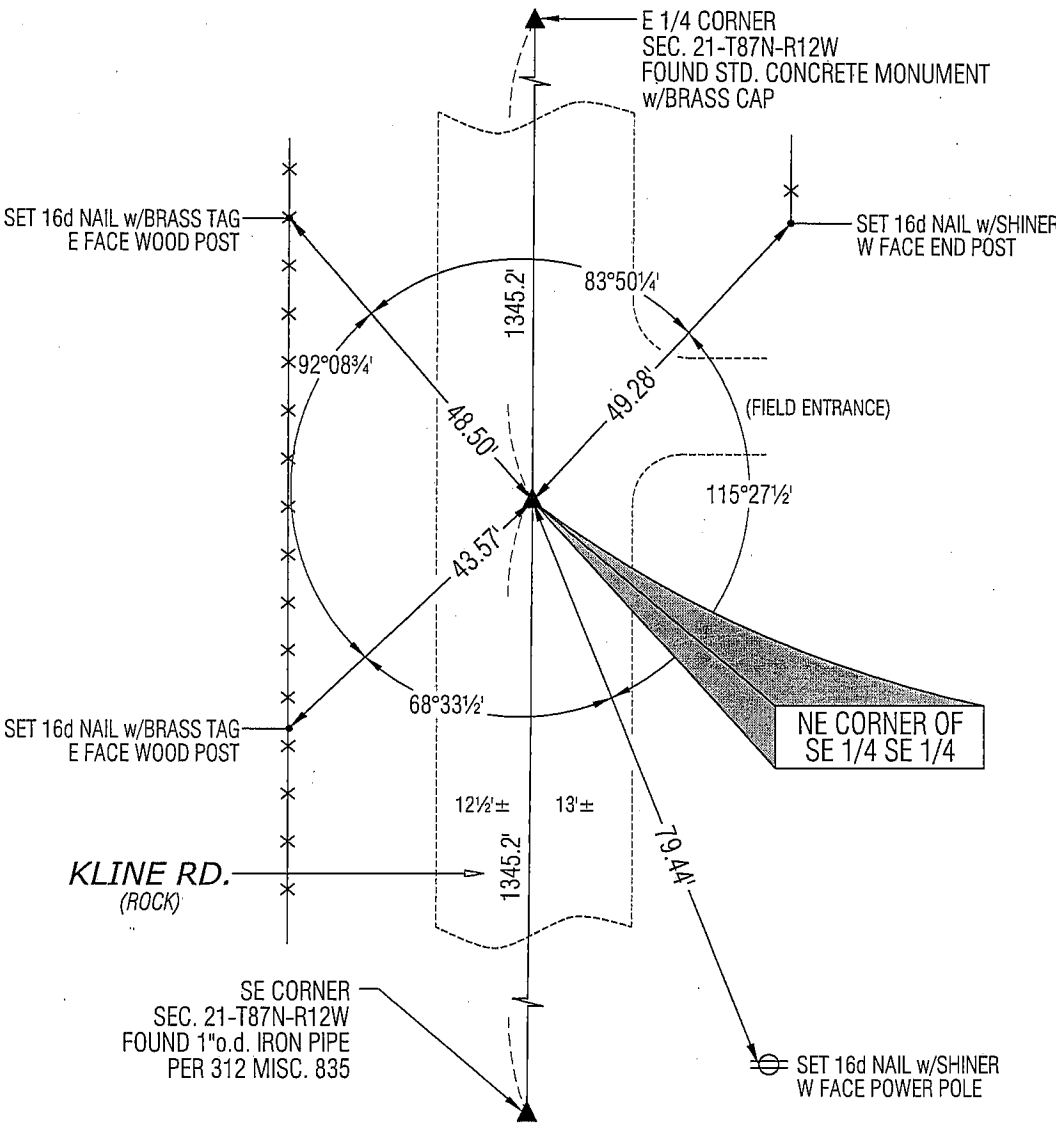 E 1/4 CORNER
SEC. 21-T87N-R12W
FOUND STD. CONCRETE MONUMENT
w/BRASS CAP
SET 16d NAIL w/BRASS TAG
E FACE WOOD POST
SET 16d NAIL w/SHINER
W FACE END POST
83°50¼'
1345.2'
92°08¾'
48.50'
49.28'
(FIELD ENTRANCE)
115°27½'
43.57'
68°33½'
SET 16d NAIL w/BRASS TAG
E FACE WOOD POST
NE CORNER OF
SE 1/4 SE 1/4
12½'± 13'±
1345.2'
79.44'
KLINE RD.
(ROCK)
SE CORNER
SEC. 21-T87N-R12W
FOUND 1"o.d. IRON PIPE
PER 312 MISC. 835
SET 16d NAIL w/SHINER
W FACE POWER POLE